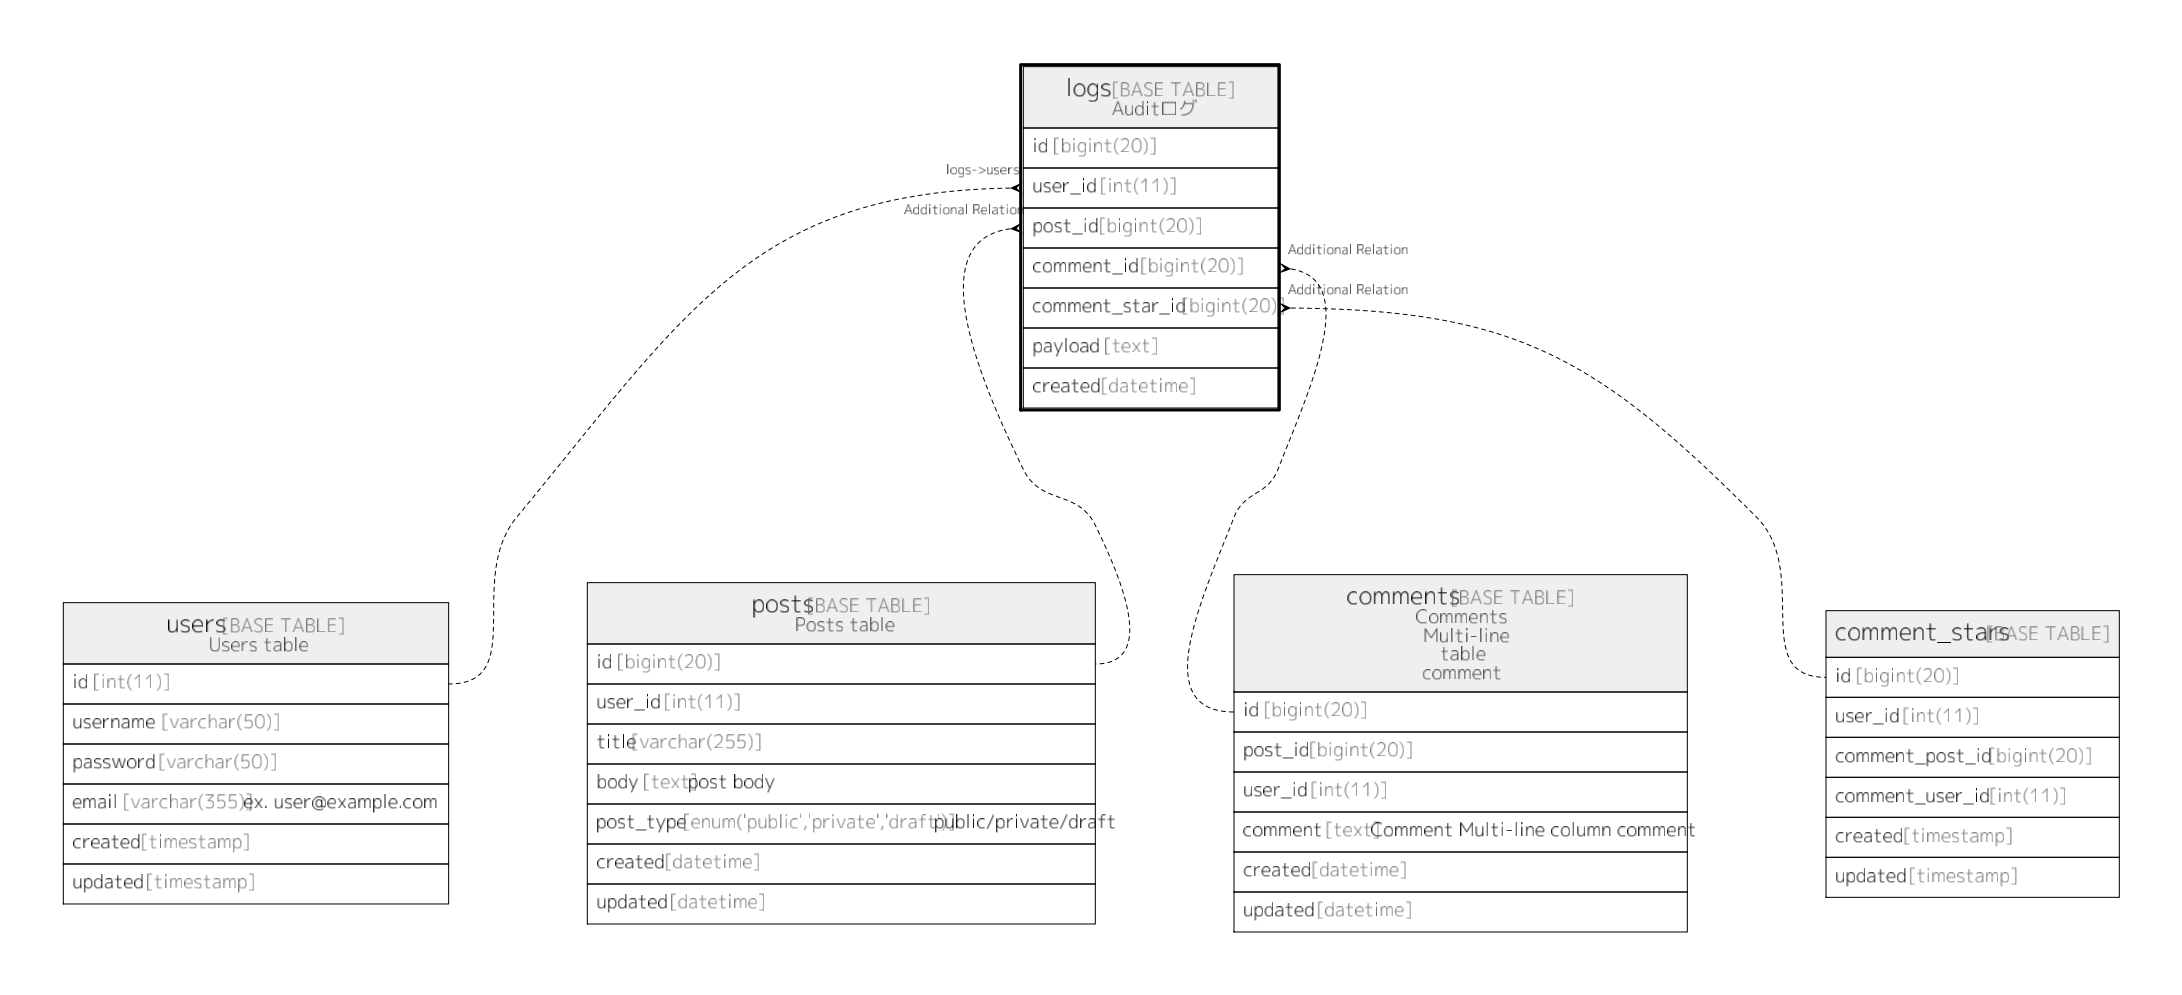 logs [BASE TABLE]
Auditログ
id [bigint(20)]
logs->users
user_id [int(11)]
Additional Relation
post_id [bigint(20)]
Additional Relation
comment_id [bigint(20)]
Additional Relation
comment_star_id [bigint(20)]
payload [text]
created [datetime]
users [BASE TABLE]
Users table
id [int(11)]
username [varchar(50)]
password [varchar(50)]
email [varchar(355)] ex. user@example.com
created [timestamp]
updated [timestamp]
posts [BASE TABLE]
Posts table
id [bigint(20)]
user_id [int(11)]
title [varchar(255)]
body [text] post body
post_type [enum('public','private','draft')] public/private/draft
created [datetime]
updated [datetime]
comments [BASE TABLE]
Comments
Multi-line
table
comment
id [bigint(20)]
post_id [bigint(20)]
user_id [int(11)]
comment [text] Comment Multi-line column comment
created [datetime]
updated [datetime]
comment_stars [BASE TABLE]
id [bigint(20)]
user_id [int(11)]
comment_post_id [bigint(20)]
comment_user_id [int(11)]
created [timestamp]
updated [timestamp]